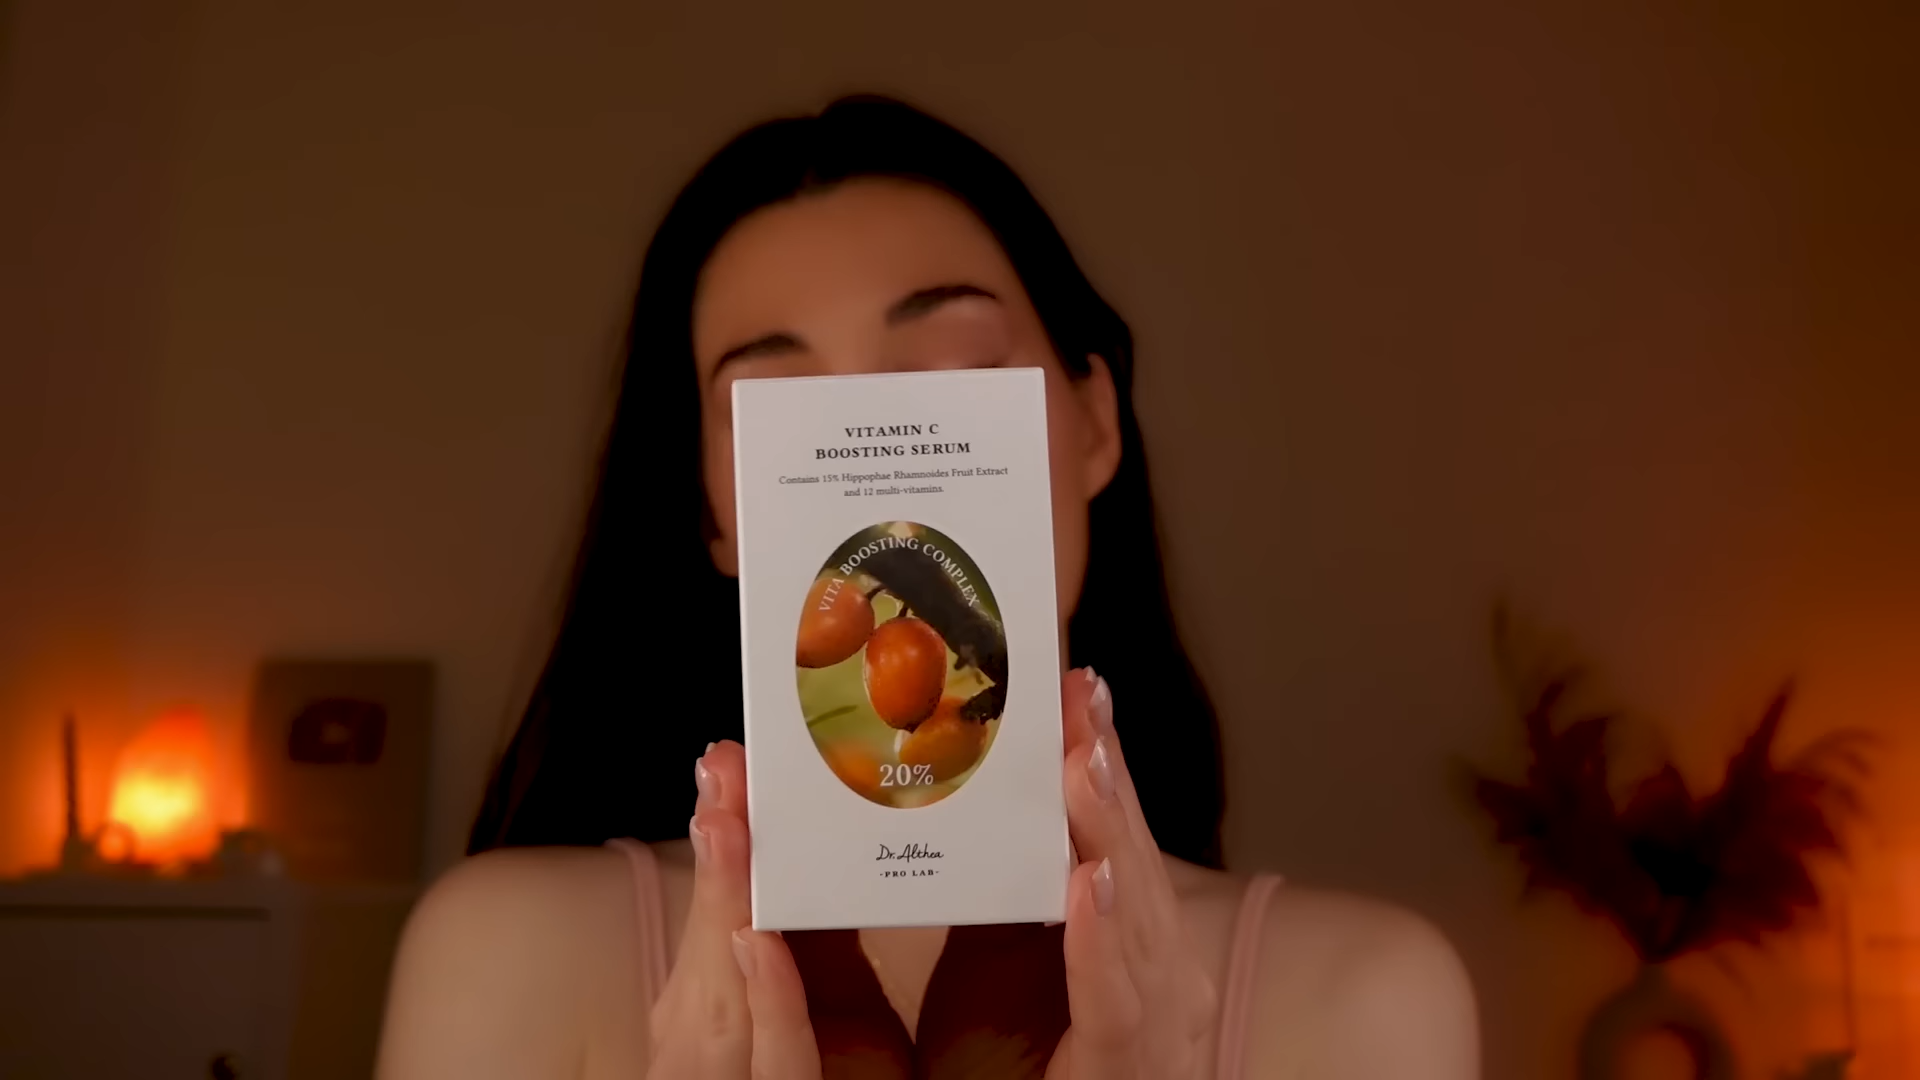 VITAMIN C
BOOSTING SERUM
Contains 15% Hippophae Rhamnoides Fruit Extract
and 12 multi-vitamins.
VITA BOOSTING COMPLEX
20%
Dr. Althea
-PRO LAB-